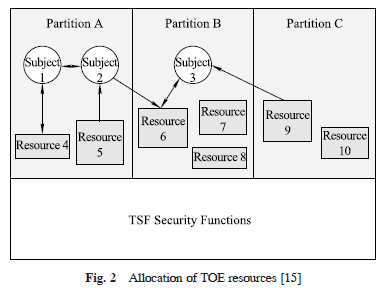 Partition A
Partition B
Partition C
Subject
1
Subject
2
Subject
3
Resource 4
Resource
5
Resource
6
Resource
7
Resource 8
Resource
9
Resource
10
TSF Security Functions
Fig. 2 Allocation of TOE resources [15]